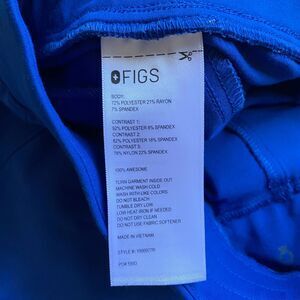 FIGS
BODY:
72% POLYESTER 21% RAYON
7% SPANDEX
CONTRAST 1:
92% POLYESTER 8% SPANDEX
CONTRAST 2:
82% POLYESTER 18% SPANDEX
CONTRAST 3:
78% NYLON 22% SPANDEX
100% AWESOME
TURN GARMENT INSIDE OUT
MACHINE WASH COLD
WASH WITH LIKE COLORS
DO NOT BLEACH
TUMBLE DRY LOW
LOW HEAT IRON IF NEEDED
DO NOT DRY CLEAN
DO NOT USE FABRIC SOFTENER
MADE IN VIETNAM
STYLE #:
PO#